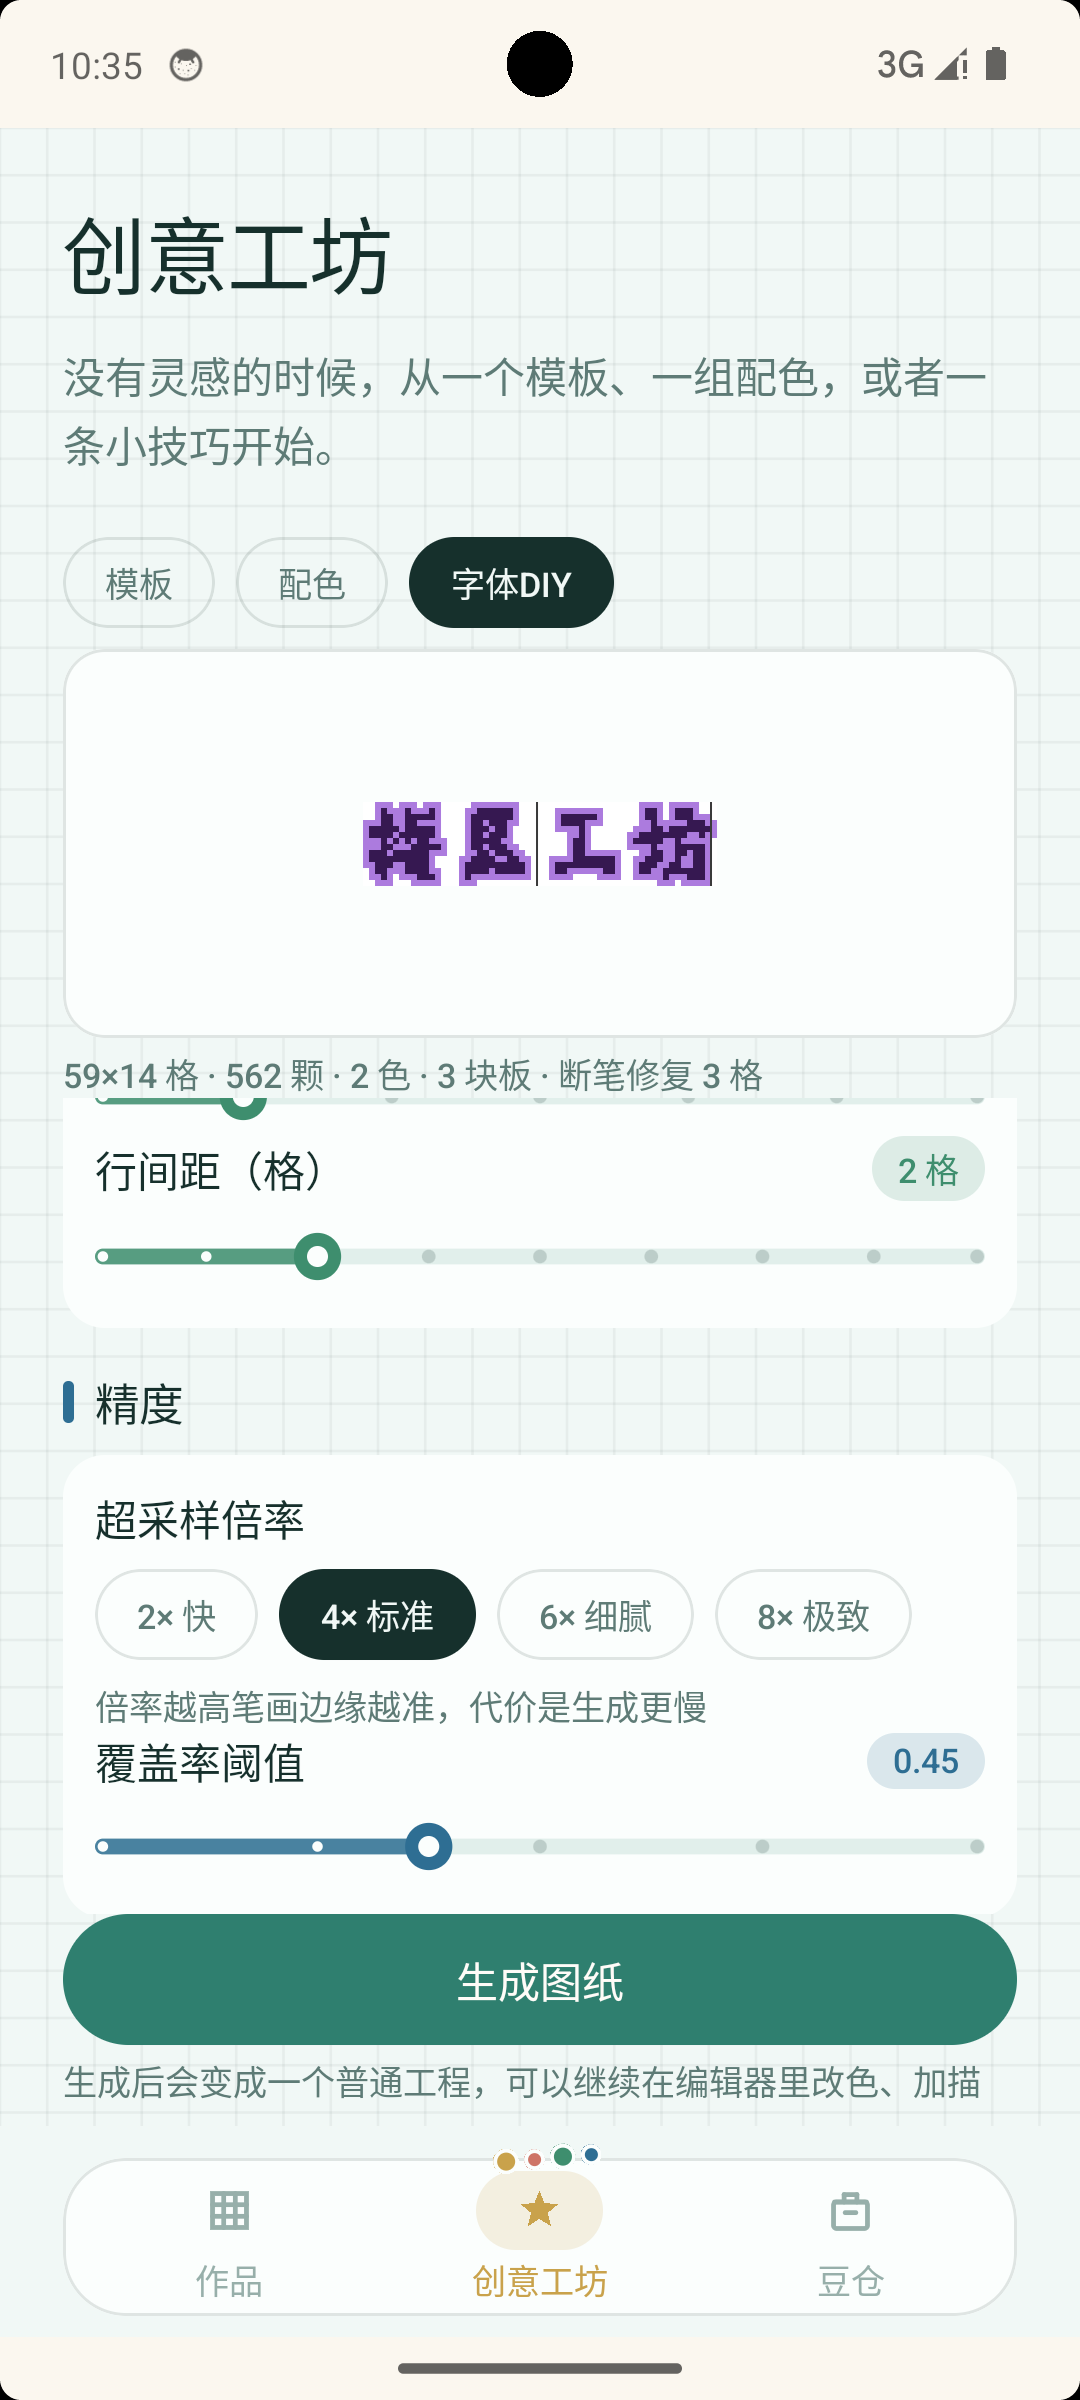 10:35
3G
创意工坊
没有灵感的时候，从一个模板、一组配色，或者一
条小技巧开始。
模板
配色
字体DIY
拼豆工坊
59×14 格 · 562 颗 · 2 色 · 3 块板 · 断笔修复 3 格
行间距（格）
2 格
精度
超采样倍率
2× 快
4× 标准
6× 细腻
8× 极致
倍率越高笔画边缘越准，代价是生成更慢
覆盖率阈值
0.45
生成图纸
生成后会变成一个普通工程，可以继续在编辑器里改色、加描
作品
创意工坊
豆仓